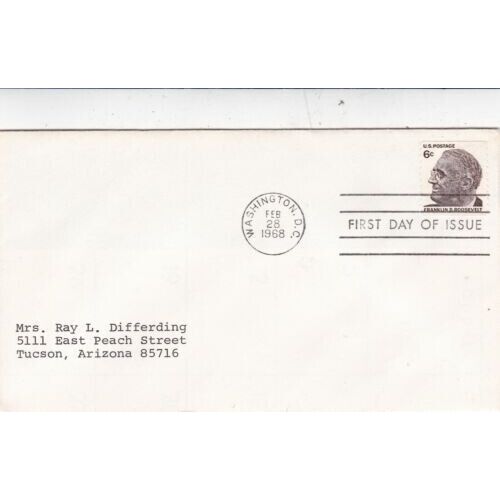 U.S. POSTAGE
6c
FRANKLIN D. ROOSEVELT
WASHINGTON, D.C.
FEB
28
1968
FIRST DAY OF ISSUE
Mrs. Ray L. Differding
5111 East Peach Street
Tucson, Arizona 85716